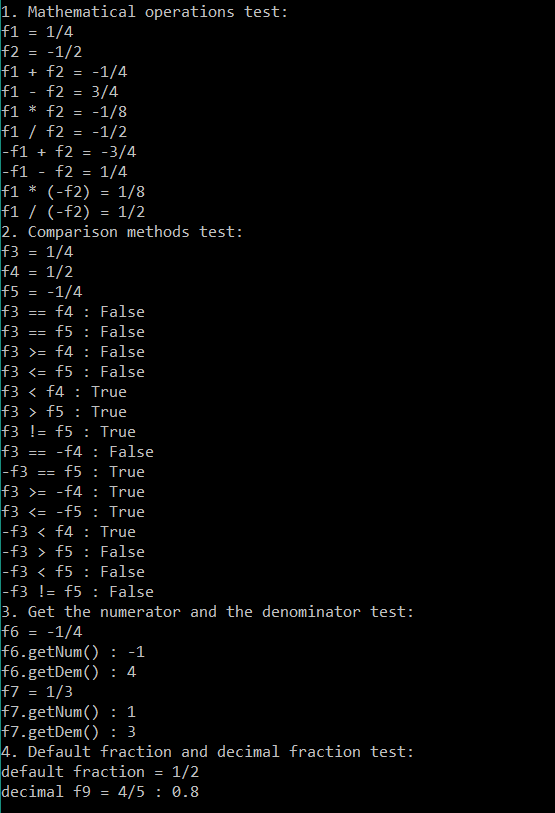 1. Mathematical operations test:
f1 = 1/4
f2 = -1/2
f1 + f2 = -1/4
f1 - f2 = 3/4
f1 * f2 = -1/8
f1 / f2 = -1/2
-f1 + f2 = -3/4
-f1 - f2 = 1/4
f1 * (-f2) = 1/8
f1 / (-f2) = 1/2
2. Comparison methods test:
f3 = 1/4
f4 = 1/2
f5 = -1/4
f3 == f4 : False
f3 == f5 : False
f3 >= f4 : False
f3 <= f5 : False
f3 < f4 : True
f3 > f5 : True
f3 != f5 : True
f3 == -f4 : False
-f3 == f5 : True
f3 >= -f4 : True
f3 <= -f5 : True
-f3 < f4 : True
-f3 > f5 : False
-f3 < f5 : False
-f3 != f5 : False
3. Get the numerator and the denominator test:
f6 = -1/4
f6.getNum() : -1
f6.getDem() : 4
f7 = 1/3
f7.getNum() : 1
f7.getDem() : 3
4. Default fraction and decimal fraction test:
default fraction = 1/2
decimal f9 = 4/5 : 0.8